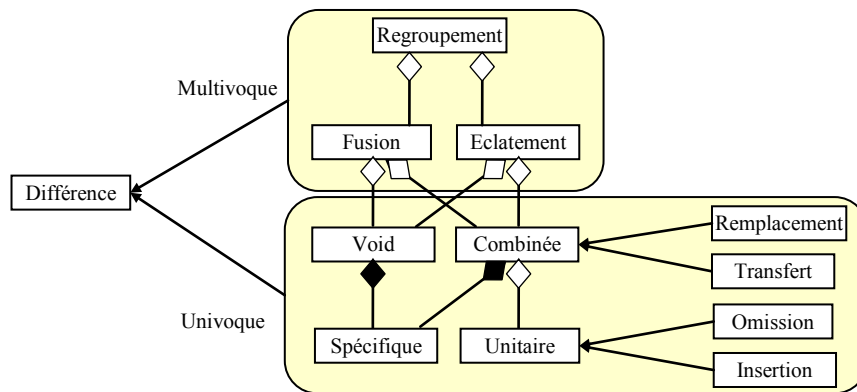 Regroupement
Multivoque
Fusion
Eclatement
Différence
Void
Combinée
Remplacement
Transfert
Univoque
Spécifique
Unitaire
Omission
Insertion